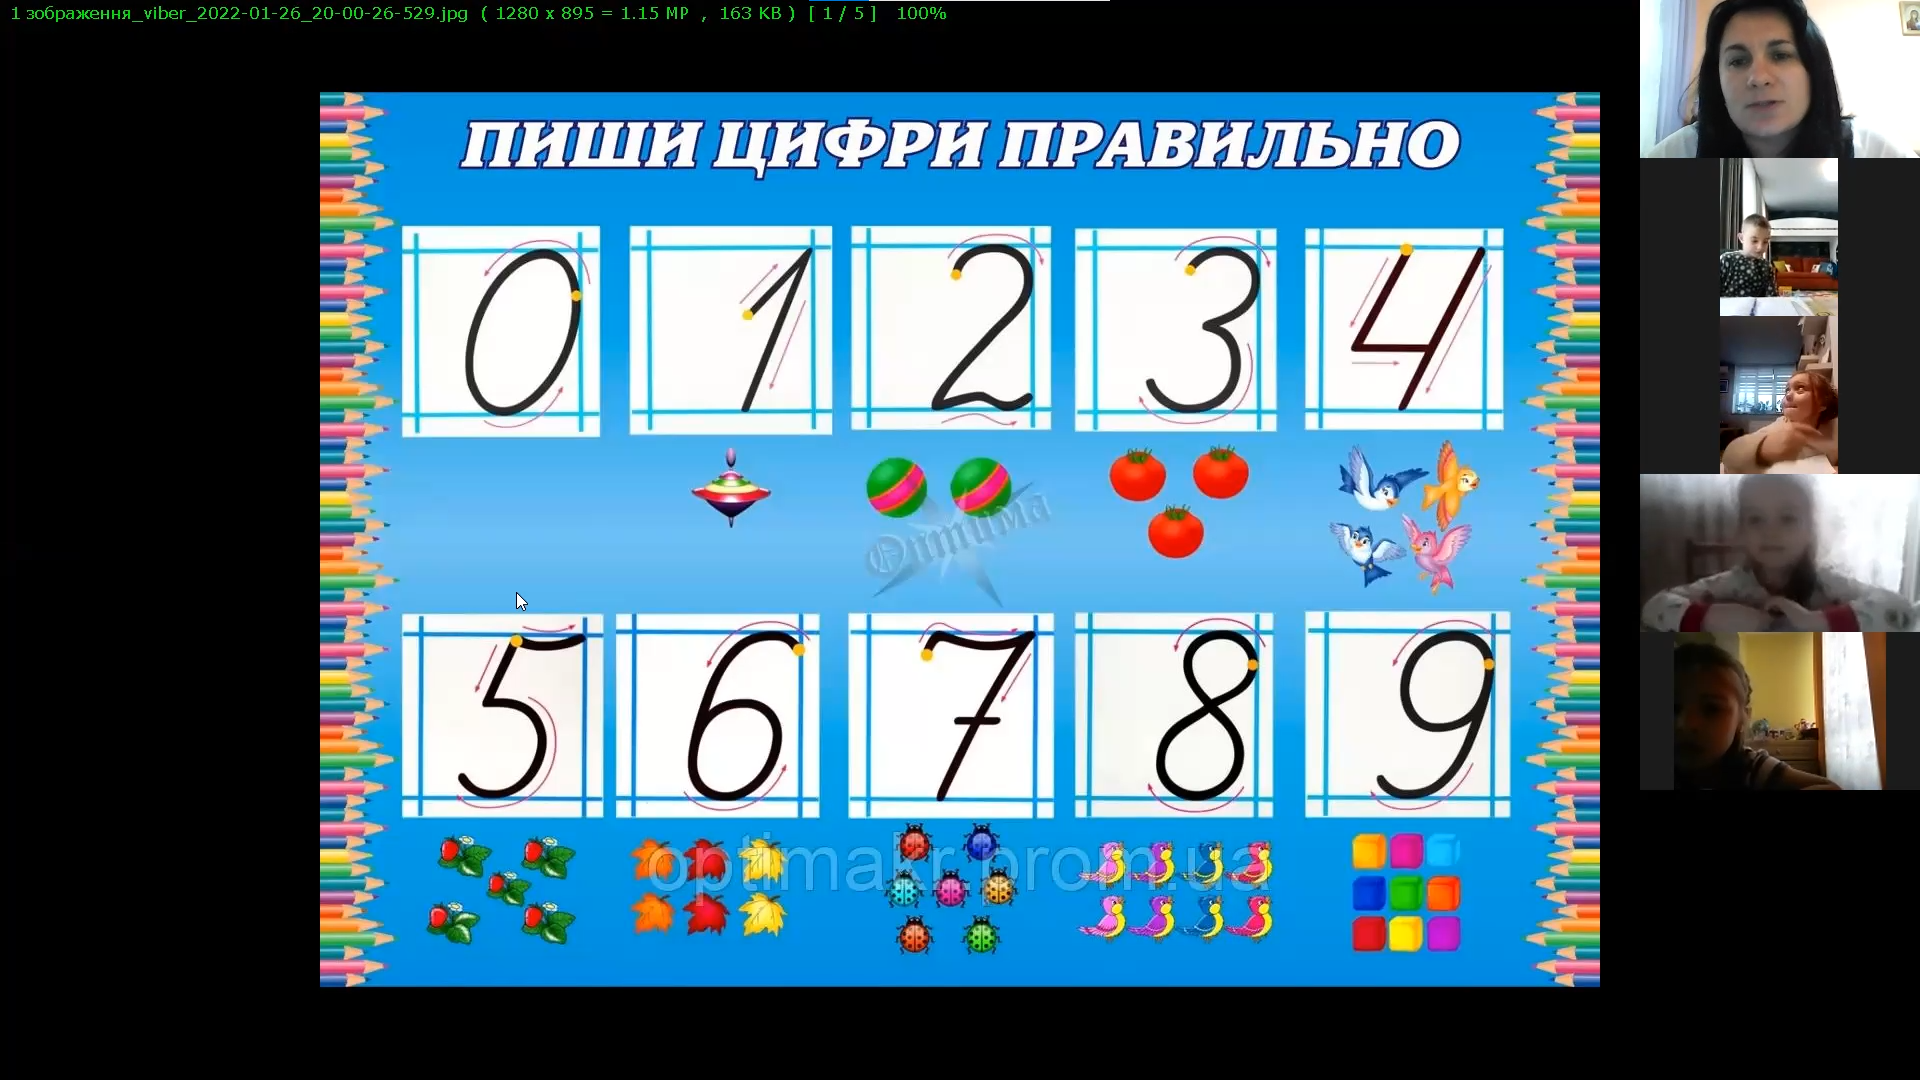 1 зображення_viber_2022-01-26_20-00-26-529.jpg ( 1280 x 895 = 1.15 MP , 163 KB ) [ 1 / 5 ] 100%
ПИШИ ЦИФРИ ПРАВИЛЬНО
0 1 2 3 4
Оптима
5 6 7 8 9
optimakr.prom.ua